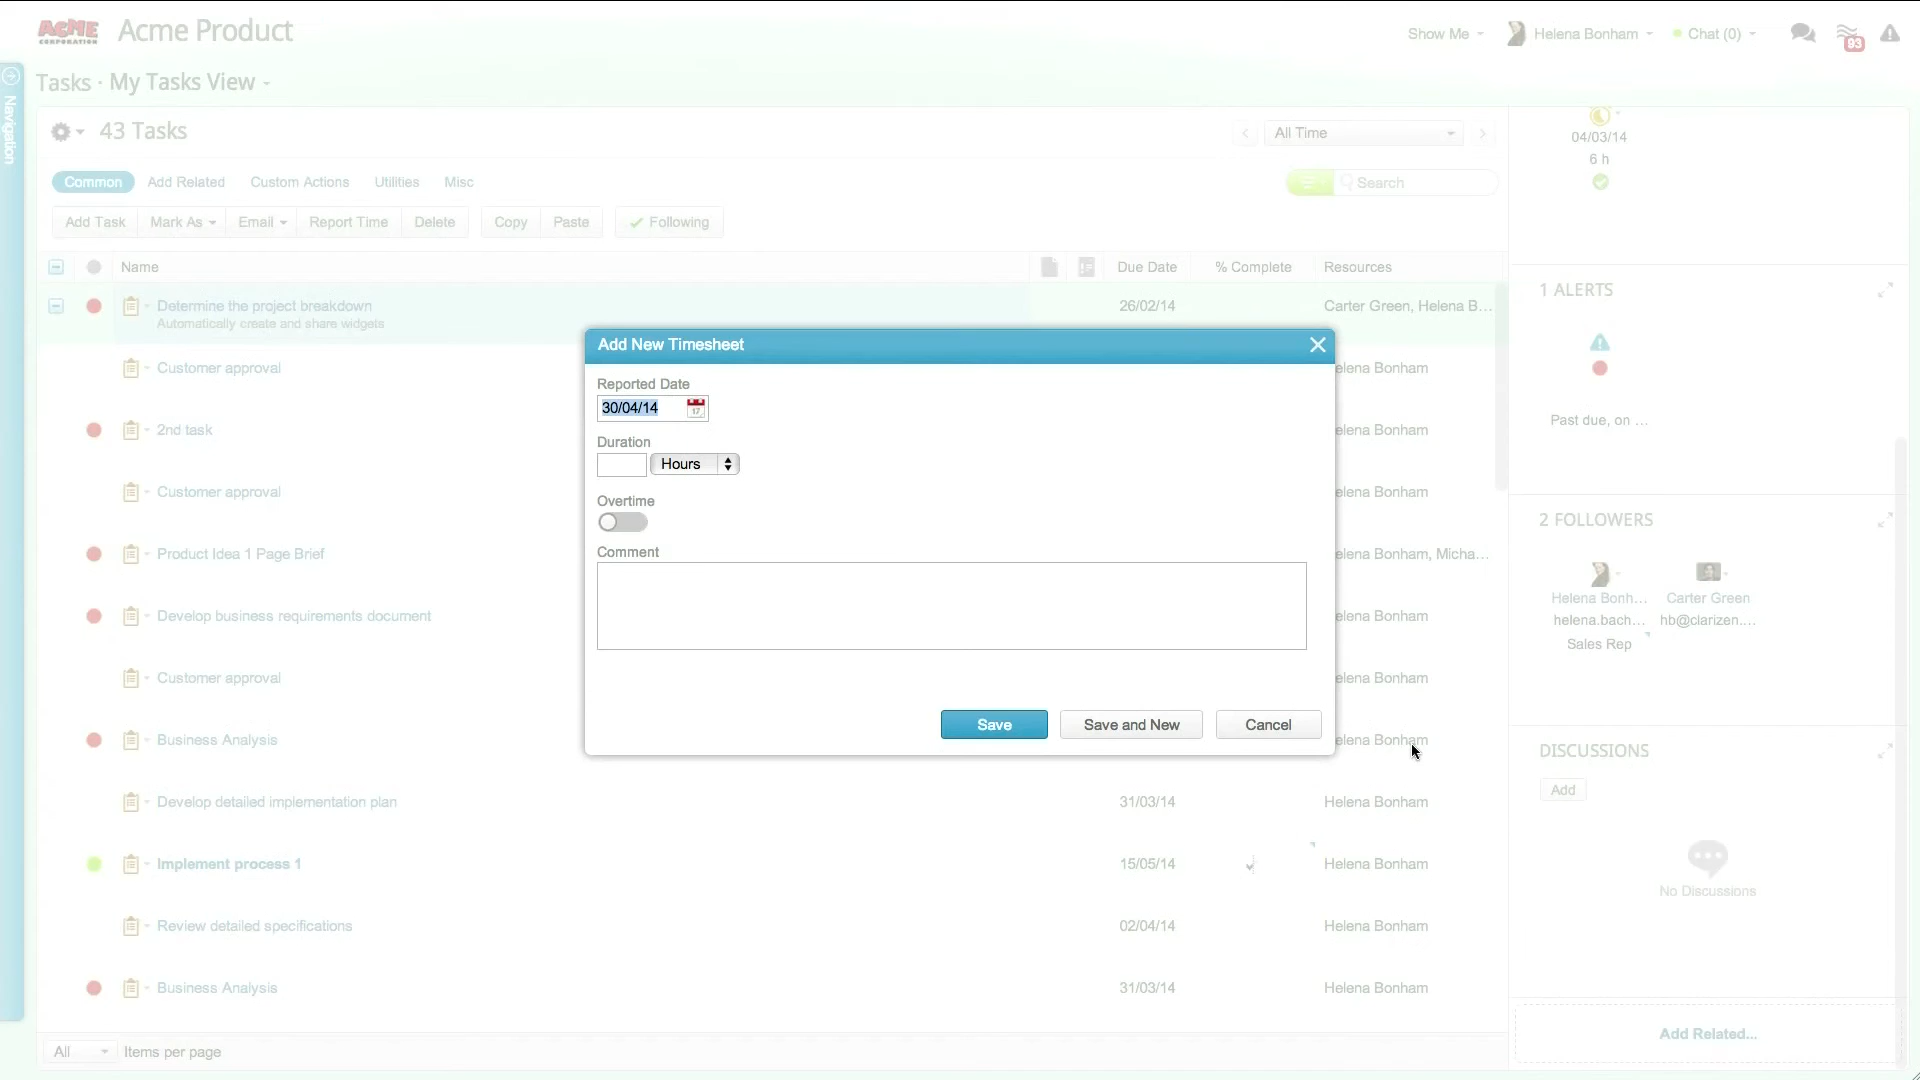 ACME
CORPORATION
Acme Product
Show Me
Helena Bonham
Chat (0)
93
Navigation
Tasks · My Tasks View
43 Tasks
All Time
Common
Add Related
Custom Actions
Utilities
Misc
Search
Add Task
Mark As
Email
Report Time
Delete
Copy
Paste
Following
Name
Due Date
% Complete
Resources
Determine the project breakdown
Automatically create and share widgets
26/02/14
Carter Green, Helena B...
Customer approval
elena Bonham
2nd task
elena Bonham
Customer approval
elena Bonham
Product Idea 1 Page Brief
elena Bonham, Micha...
Develop business requirements document
elena Bonham
Customer approval
elena Bonham
Business Analysis
elena Bonham
Develop detailed implementation plan
31/03/14
Helena Bonham
Implement process 1
15/05/14
Helena Bonham
Review detailed specifications
02/04/14
Helena Bonham
Business Analysis
31/03/14
Helena Bonham
All
Items per page
Add New Timesheet
Reported Date
30/04/14
17
Duration
Hours
Overtime
Comment
Save
Save and New
Cancel
04/03/14
6 h
1 ALERTS
Past due, on ...
2 FOLLOWERS
Helena Bonh...
Carter Green
helena.bach...
hb@clarizen....
Sales Rep
DISCUSSIONS
Add
No Discussions
Add Related...